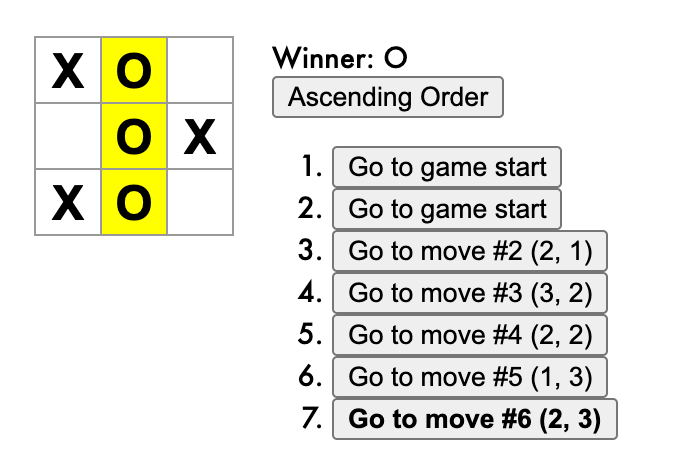 X O
O X
X O
Winner: O
Ascending Order
1. Go to game start
2. Go to game start
3. Go to move #2 (2, 1)
4. Go to move #3 (3, 2)
5. Go to move #4 (2, 2)
6. Go to move #5 (1, 3)
7. Go to move #6 (2, 3)